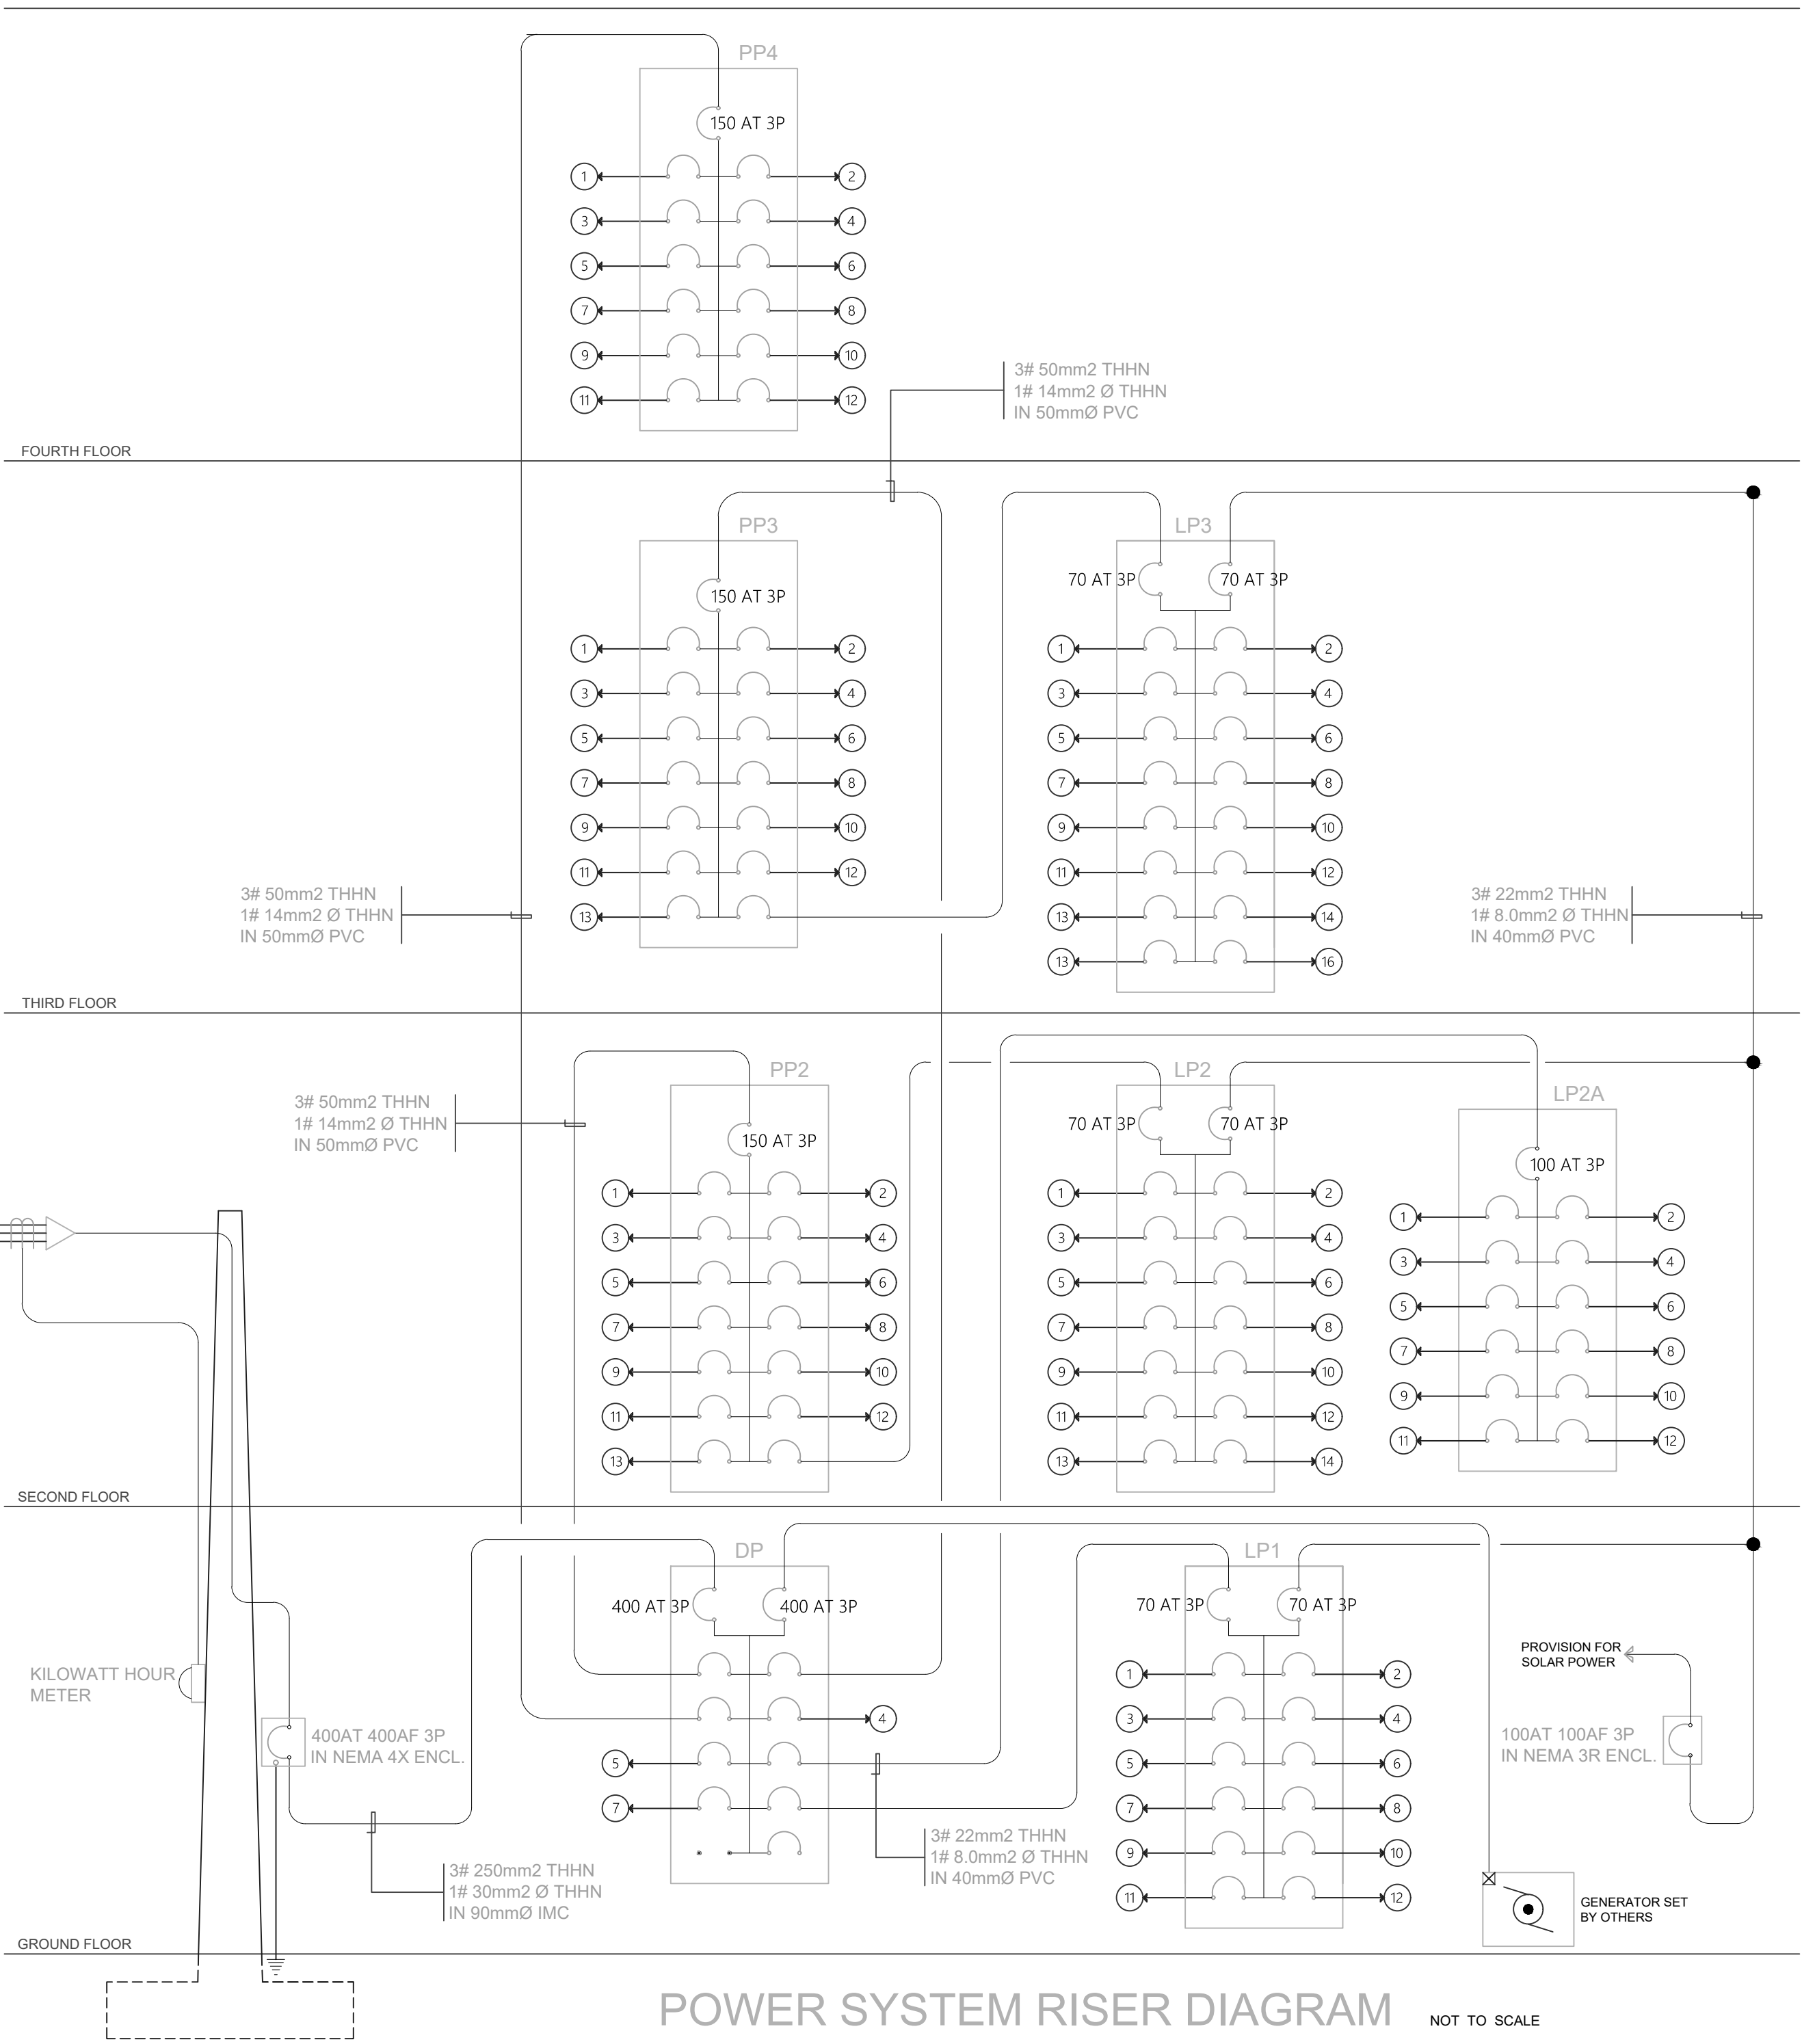 PP4
150 AT 3P
1
2
3
4
5
6
7
8
9
10
11
12
3# 50mm2 THHN
1# 14mm2 Ø THHN
IN 50mmØ PVC
FOURTH FLOOR
PP3
150 AT 3P
1
2
3
4
5
6
7
8
9
10
11
12
13
LP3
70 AT 3P
70 AT 3P
1
2
3
4
5
6
7
8
9
10
11
12
13
14
13
16
3# 50mm2 THHN
1# 14mm2 Ø THHN
IN 50mmØ PVC
3# 22mm2 THHN
1# 8.0mm2 Ø THHN
IN 40mmØ PVC
THIRD FLOOR
3# 50mm2 THHN
1# 14mm2 Ø THHN
IN 50mmØ PVC
PP2
150 AT 3P
1
2
3
4
5
6
7
8
9
10
11
12
13
LP2
70 AT 3P
70 AT 3P
1
2
3
4
5
6
7
8
9
10
11
12
13
14
LP2A
100 AT 3P
1
2
3
4
5
6
7
8
9
10
11
12
SECOND FLOOR
KILOWATT HOUR
METER
400AT 400AF 3P
IN NEMA 4X ENCL.
DP
400 AT 3P
400 AT 3P
4
5
7
3# 250mm2 THHN
1# 30mm2 Ø THHN
IN 90mmØ IMC
3# 22mm2 THHN
1# 8.0mm2 Ø THHN
IN 40mmØ PVC
LP1
70 AT 3P
70 AT 3P
1
2
3
4
5
6
7
8
9
10
11
12
PROVISION FOR
SOLAR POWER
100AT 100AF 3P
IN NEMA 3R ENCL.
GENERATOR SET
BY OTHERS
GROUND FLOOR
POWER SYSTEM RISER DIAGRAM
NOT TO SCALE